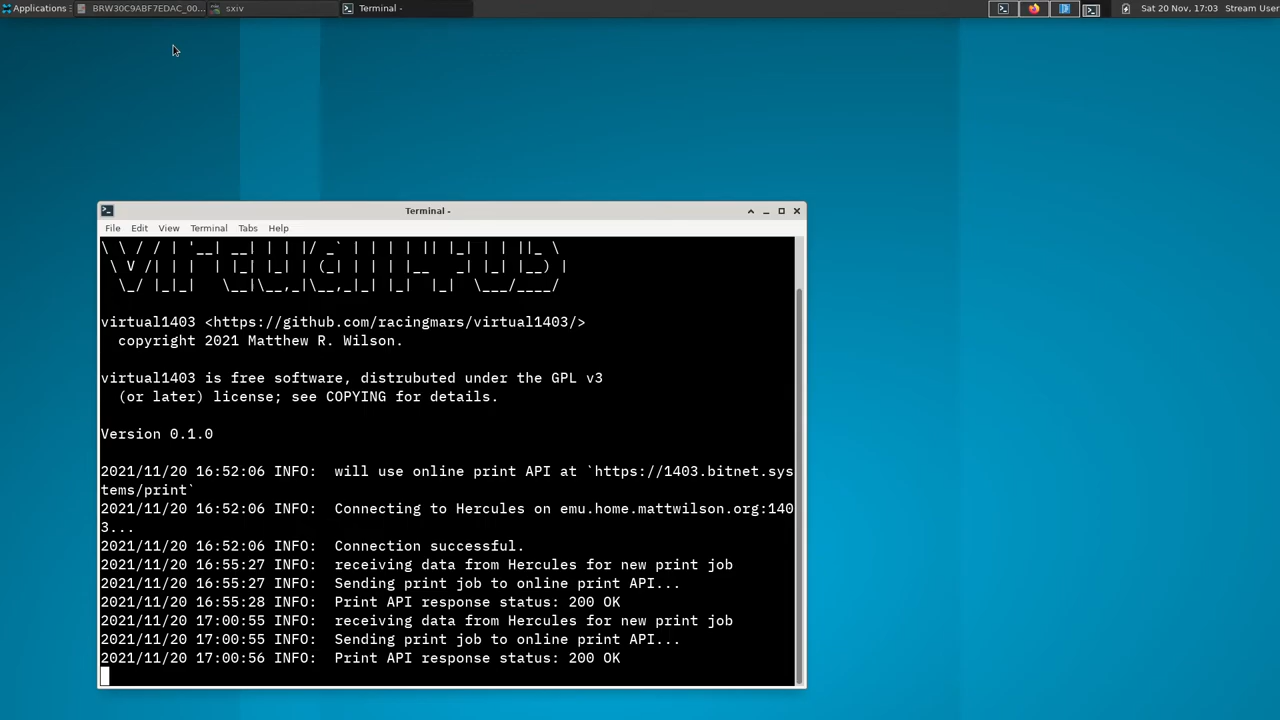 Applications BRW30C9ABF7EDAC_00... sxiv Terminal - Sat 20 Nov, 17:03 Stream User
Terminal -
File Edit View Terminal Tabs Help
virtual1403 <https://github.com/racingmars/virtual1403/>
copyright 2021 Matthew R. Wilson.
virtual1403 is free software, distrubuted under the GPL v3
(or later) license; see COPYING for details.
Version 0.1.0
2021/11/20 16:52:06 INFO:  will use online print API at `https://1403.bitnet.sys
tems/print`
2021/11/20 16:52:06 INFO:  Connecting to Hercules on emu.home.mattwilson.org:140
3...
2021/11/20 16:52:06 INFO:  Connection successful.
2021/11/20 16:55:27 INFO:  receiving data from Hercules for new print job
2021/11/20 16:55:27 INFO:  Sending print job to online print API...
2021/11/20 16:55:28 INFO:  Print API response status: 200 OK
2021/11/20 17:00:55 INFO:  receiving data from Hercules for new print job
2021/11/20 17:00:55 INFO:  Sending print job to online print API...
2021/11/20 17:00:56 INFO:  Print API response status: 200 OK